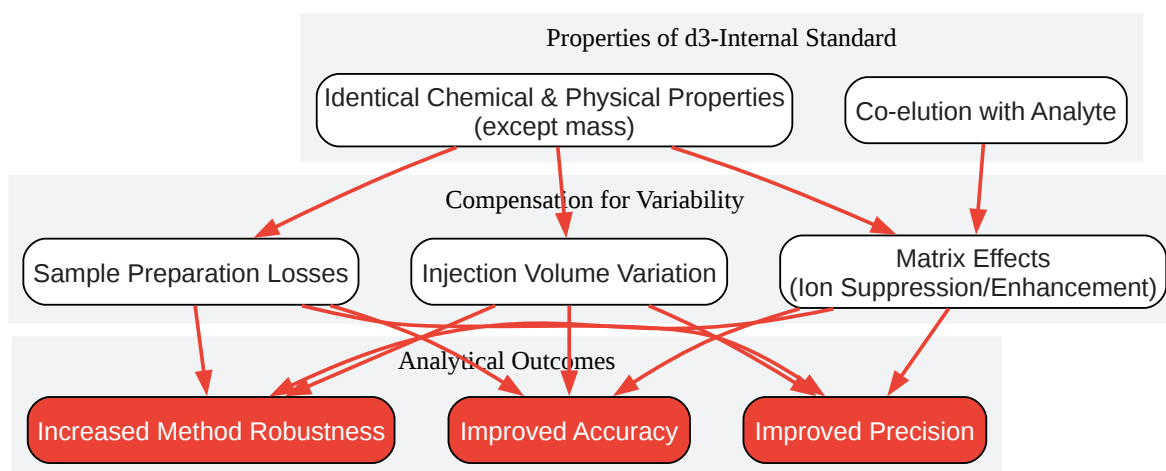 Properties of d3-Internal Standard
Identical Chemical & Physical Properties
(except mass)
Co-elution with Analyte
Compensation for Variability
Sample Preparation Losses
Injection Volume Variation
Matrix Effects
(Ion Suppression/Enhancement)
Analytical Outcomes
Increased Method Robustness
Improved Accuracy
Improved Precision